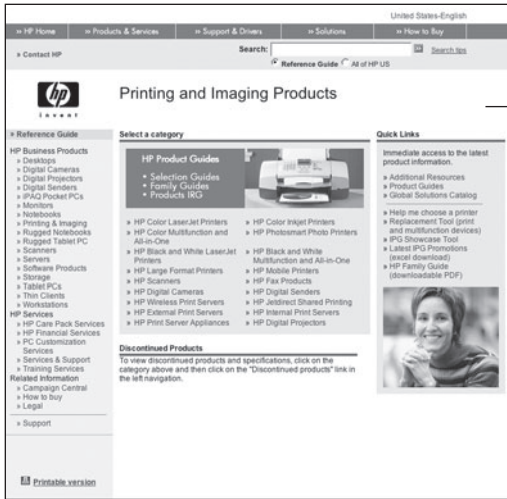 United States-English
» HP Home
» Products & Services
» Support & Drivers
» Solutions
» How to Buy
» Contact HP
Search:
» Search tips
Reference Guide All of HP US
hp
invent
Printing and Imaging Products
» Reference Guide
HP Business Products
» Desktops
» Digital Cameras
» Digital Projectors
» Digital Senders
» iPAQ Pocket PCs
» Monitors
» Notebooks
» Printing & Imaging
» Rugged Notebooks
» Rugged Tablet PC
» Scanners
» Servers
» Software Products
» Storage
» Tablet PCs
» Thin Clients
» Workstations
HP Services
» HP Care Pack Services
» HP Financial Services
» PC Customization
Services
» Services & Support
» Training Services
Related Information
» Campaign Central
» How to buy
» Legal
» Support
Printable version
Select a category
HP Product Guides
• Selection Guides
• Family Guides
• Products IRG
» HP Color LaserJet Printers
» HP Color Multifunction and
All-in-One
» HP Black and White LaserJet
Printers
» HP Large Format Printers
» HP Scanners
» HP Digital Cameras
» HP Wireless Print Servers
» HP External Print Servers
» HP Print Server Appliances
» HP Color Inkjet Printers
» HP Photosmart Photo Printers
» HP Black and White
Multifunction and All-in-One
» HP Mobile Printers
» HP Fax Products
» HP Digital Senders
» HP Jetdirect Shared Printing
» HP Internal Print Servers
» HP Digital Projectors
Discontinued Products
To view discontinued products and specifications, click on the
category above and then click on the "Discontinued products" link in
the left navigation.
Quick Links
Immediate access to the latest
product information.
» Additional Resources
» Product Guides
» Global Solutions Catalog
» Help me choose a printer
» Replacement Tool (print
and multifunction devices)
» IPG Showcase Tool
» Latest IPG Promotions
(excel download)
» HP Family Guide
(downloadable PDF)